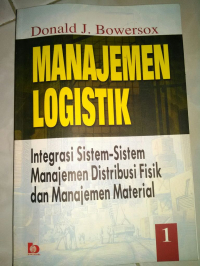 Donald J. Bowersox
MANAJEMEN
LOGISTIK
Integrasi Sistem-Sistem
Manajemen Distribusi Fisik
dan Manajemen Material
1